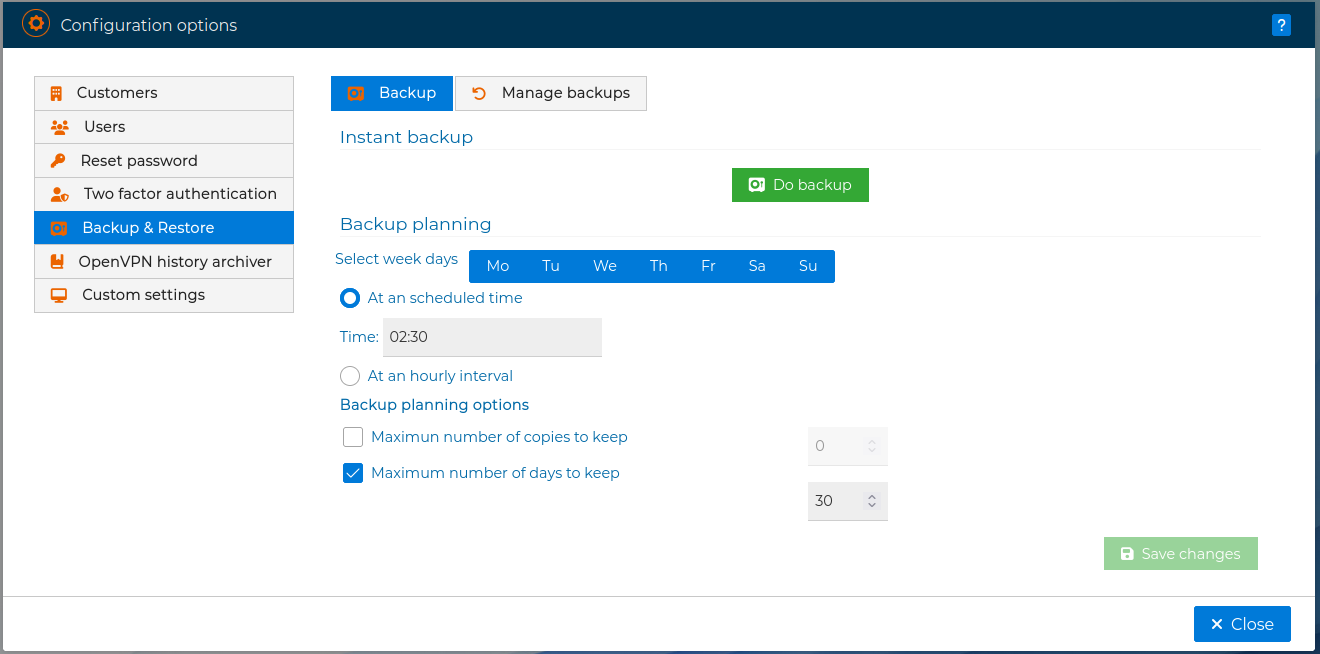 Configuration options
?
Customers
Users
Reset password
Two factor authentication
Backup & Restore
OpenVPN history archiver
Custom settings
Backup Manage backups
Instant backup
Do backup
Backup planning
Select week days Mo Tu We Th Fr Sa Su
At an scheduled time
Time: 02:30
At an hourly interval
Backup planning options
Maximun number of copies to keep 0
Maximum number of days to keep 30
Save changes
Close